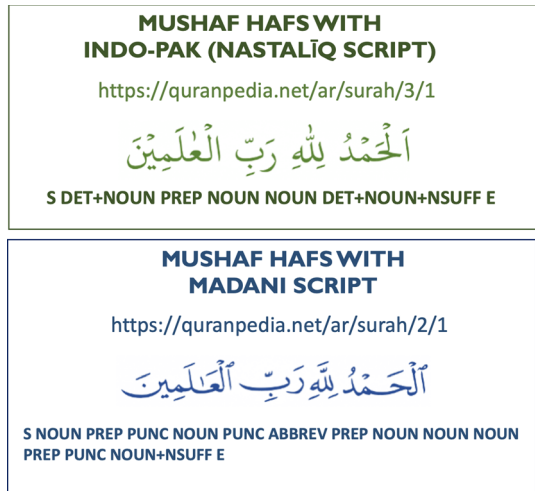 MUSHAF HAFS WITH
INDO-PAK (NASTALĪQ SCRIPT)
https://quranpedia.net/ar/surah/3/1
اَلْحَمْدُ لِلّٰهِ رَبِّ الْعٰلَمِيْنَ
S DET+NOUN PREP NOUN NOUN DET+NOUN+NSUFF E
MUSHAF HAFS WITH
MADANI SCRIPT
https://quranpedia.net/ar/surah/2/1
ٱلْحَمْدُ لِلَّهِ رَبِّ ٱلْعَٰلَمِينَ
S NOUN PREP PUNC NOUN PUNC ABBREV PREP NOUN NOUN NOUN
PREP PUNC NOUN+NSUFF E